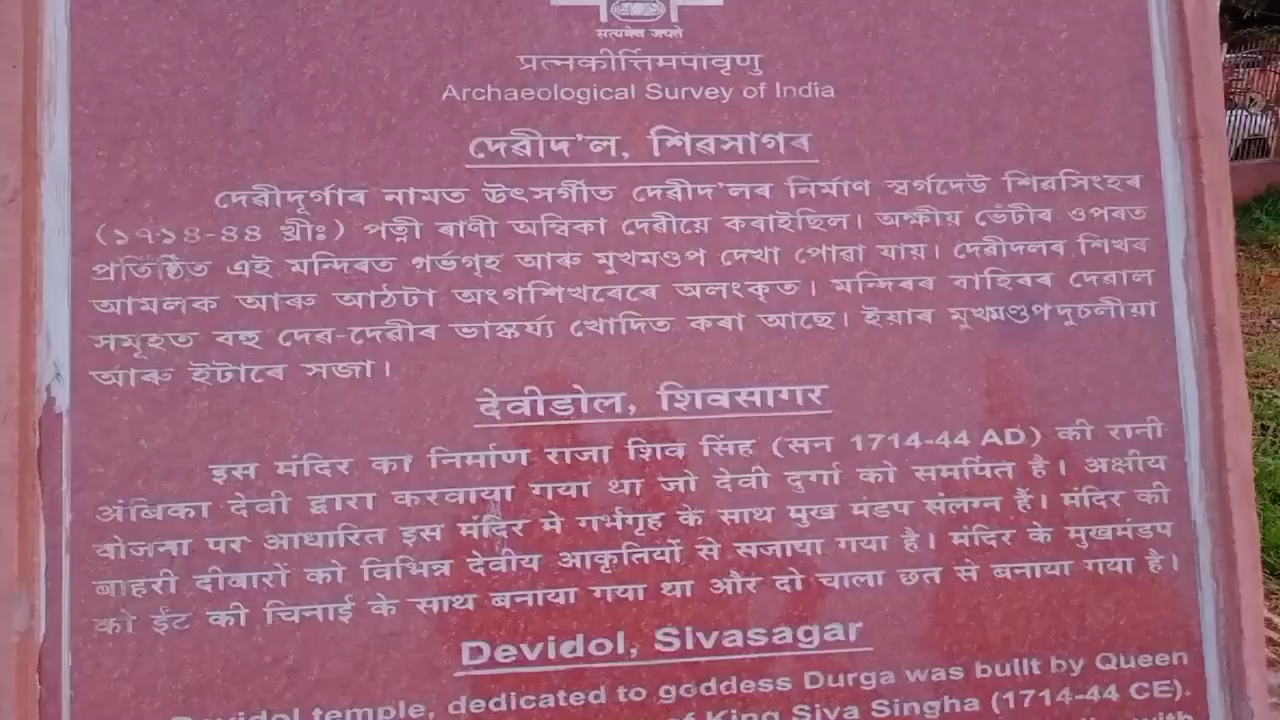 सत्यमेव जयते
प्रत्नकीर्त्तिमपावृणु
Archaeological Survey of India
দেৱীদ'ল, শিৱসাগৰ
দেৱীদূৰ্গাৰ নামত উৎসৰ্গীত দেৱীদ'লৰ নিৰ্মাণ স্বৰ্গদেউ শিৱসিংহৰ
(১৭১৪-৪৪ খ্ৰীঃ) পত্নী ৰাণী অম্বিকা দেৱীয়ে কৰাইছিল। অক্ষীয় ভেঁটীৰ ওপৰত
প্ৰতিষ্ঠিত এই মন্দিৰত গৰ্ভগৃহ আৰু মুখমণ্ডপ দেখা পোৱা যায়। দেৱীদলৰ শিখৰ
আমলক আৰু আঠটা অংগশিখৰেৰে অলংকৃত। মন্দিৰৰ বাহিৰৰ দেৱাল
সমূহত বহু দেৱ-দেৱীৰ ভাস্কৰ্য্য খোদিত কৰা আছে। ইয়াৰ মুখমণ্ডপ দুচলীয়া
আৰু ইটাৰে সজা।
देवीडोल, शिवसागर
इस मंदिर का निर्माण राजा शिव सिंह (सन 1714-44 AD) की रानी
अंबिका देवी द्वारा करवाया गया था जो देवी दुर्गा को समर्पित है। अक्षीय
योजना पर आधारित इस मंदिर मे गर्भगृह के साथ मुख मंडप संलग्न हैं। मंदिर की
बाहरी दीवारों को विभिन्न देवीय आकृतियों से सजाया गया है। मंदिर के मुखमंडप
को ईंट की चिनाई के साथ बनाया गया था और दो चाला छत से बनाया गया है।
Devidol, Sivasagar
temple, dedicated to goddess Durga was built by Queen
King Siva Singha (1714-44 CE).